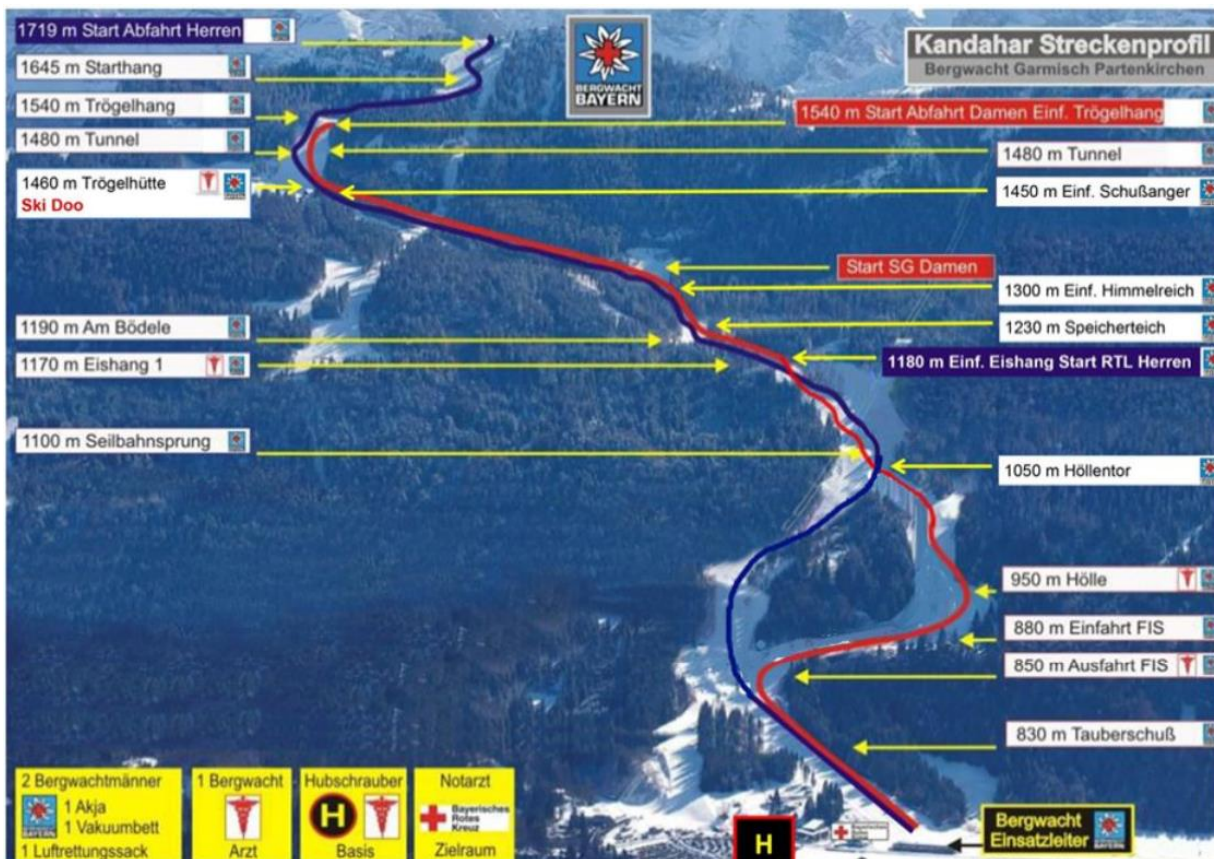 1719 m Start Abfahrt Herren
1645 m Starthang
1540 m Trögelhang
1480 m Tunnel
1460 m Trögelhütte
Ski Doo
1190 m Am Bödele
1170 m Eishang 1
1100 m Seilbahnsprung
BERGWACHT
BAYERN
Kandahar Streckenprofil
Bergwacht Garmisch Partenkirchen
1540 m Start Abfahrt Damen Einf. Trögelhang
1480 m Tunnel
1450 m Einf. Schußanger
Start SG Damen
1300 m Einf. Himmelreich
1230 m Speicherteich
1180 m Einf. Eishang Start RTL Herren
1050 m Höllentor
950 m Hölle
880 m Einfahrt FIS
850 m Ausfahrt FIS
830 m Tauberschuß
2 Bergwachtmänner
1 Akja
1 Vakuumbett
BAYERN
1 Luftrettungssack
1 Bergwacht
Arzt
Hubschrauber
H
Basis
Notarzt
Bayerisches
Rotes
Kreuz
Zielraum
H
Bayerisches
Rotes
Bergwacht
Einsatzleiter